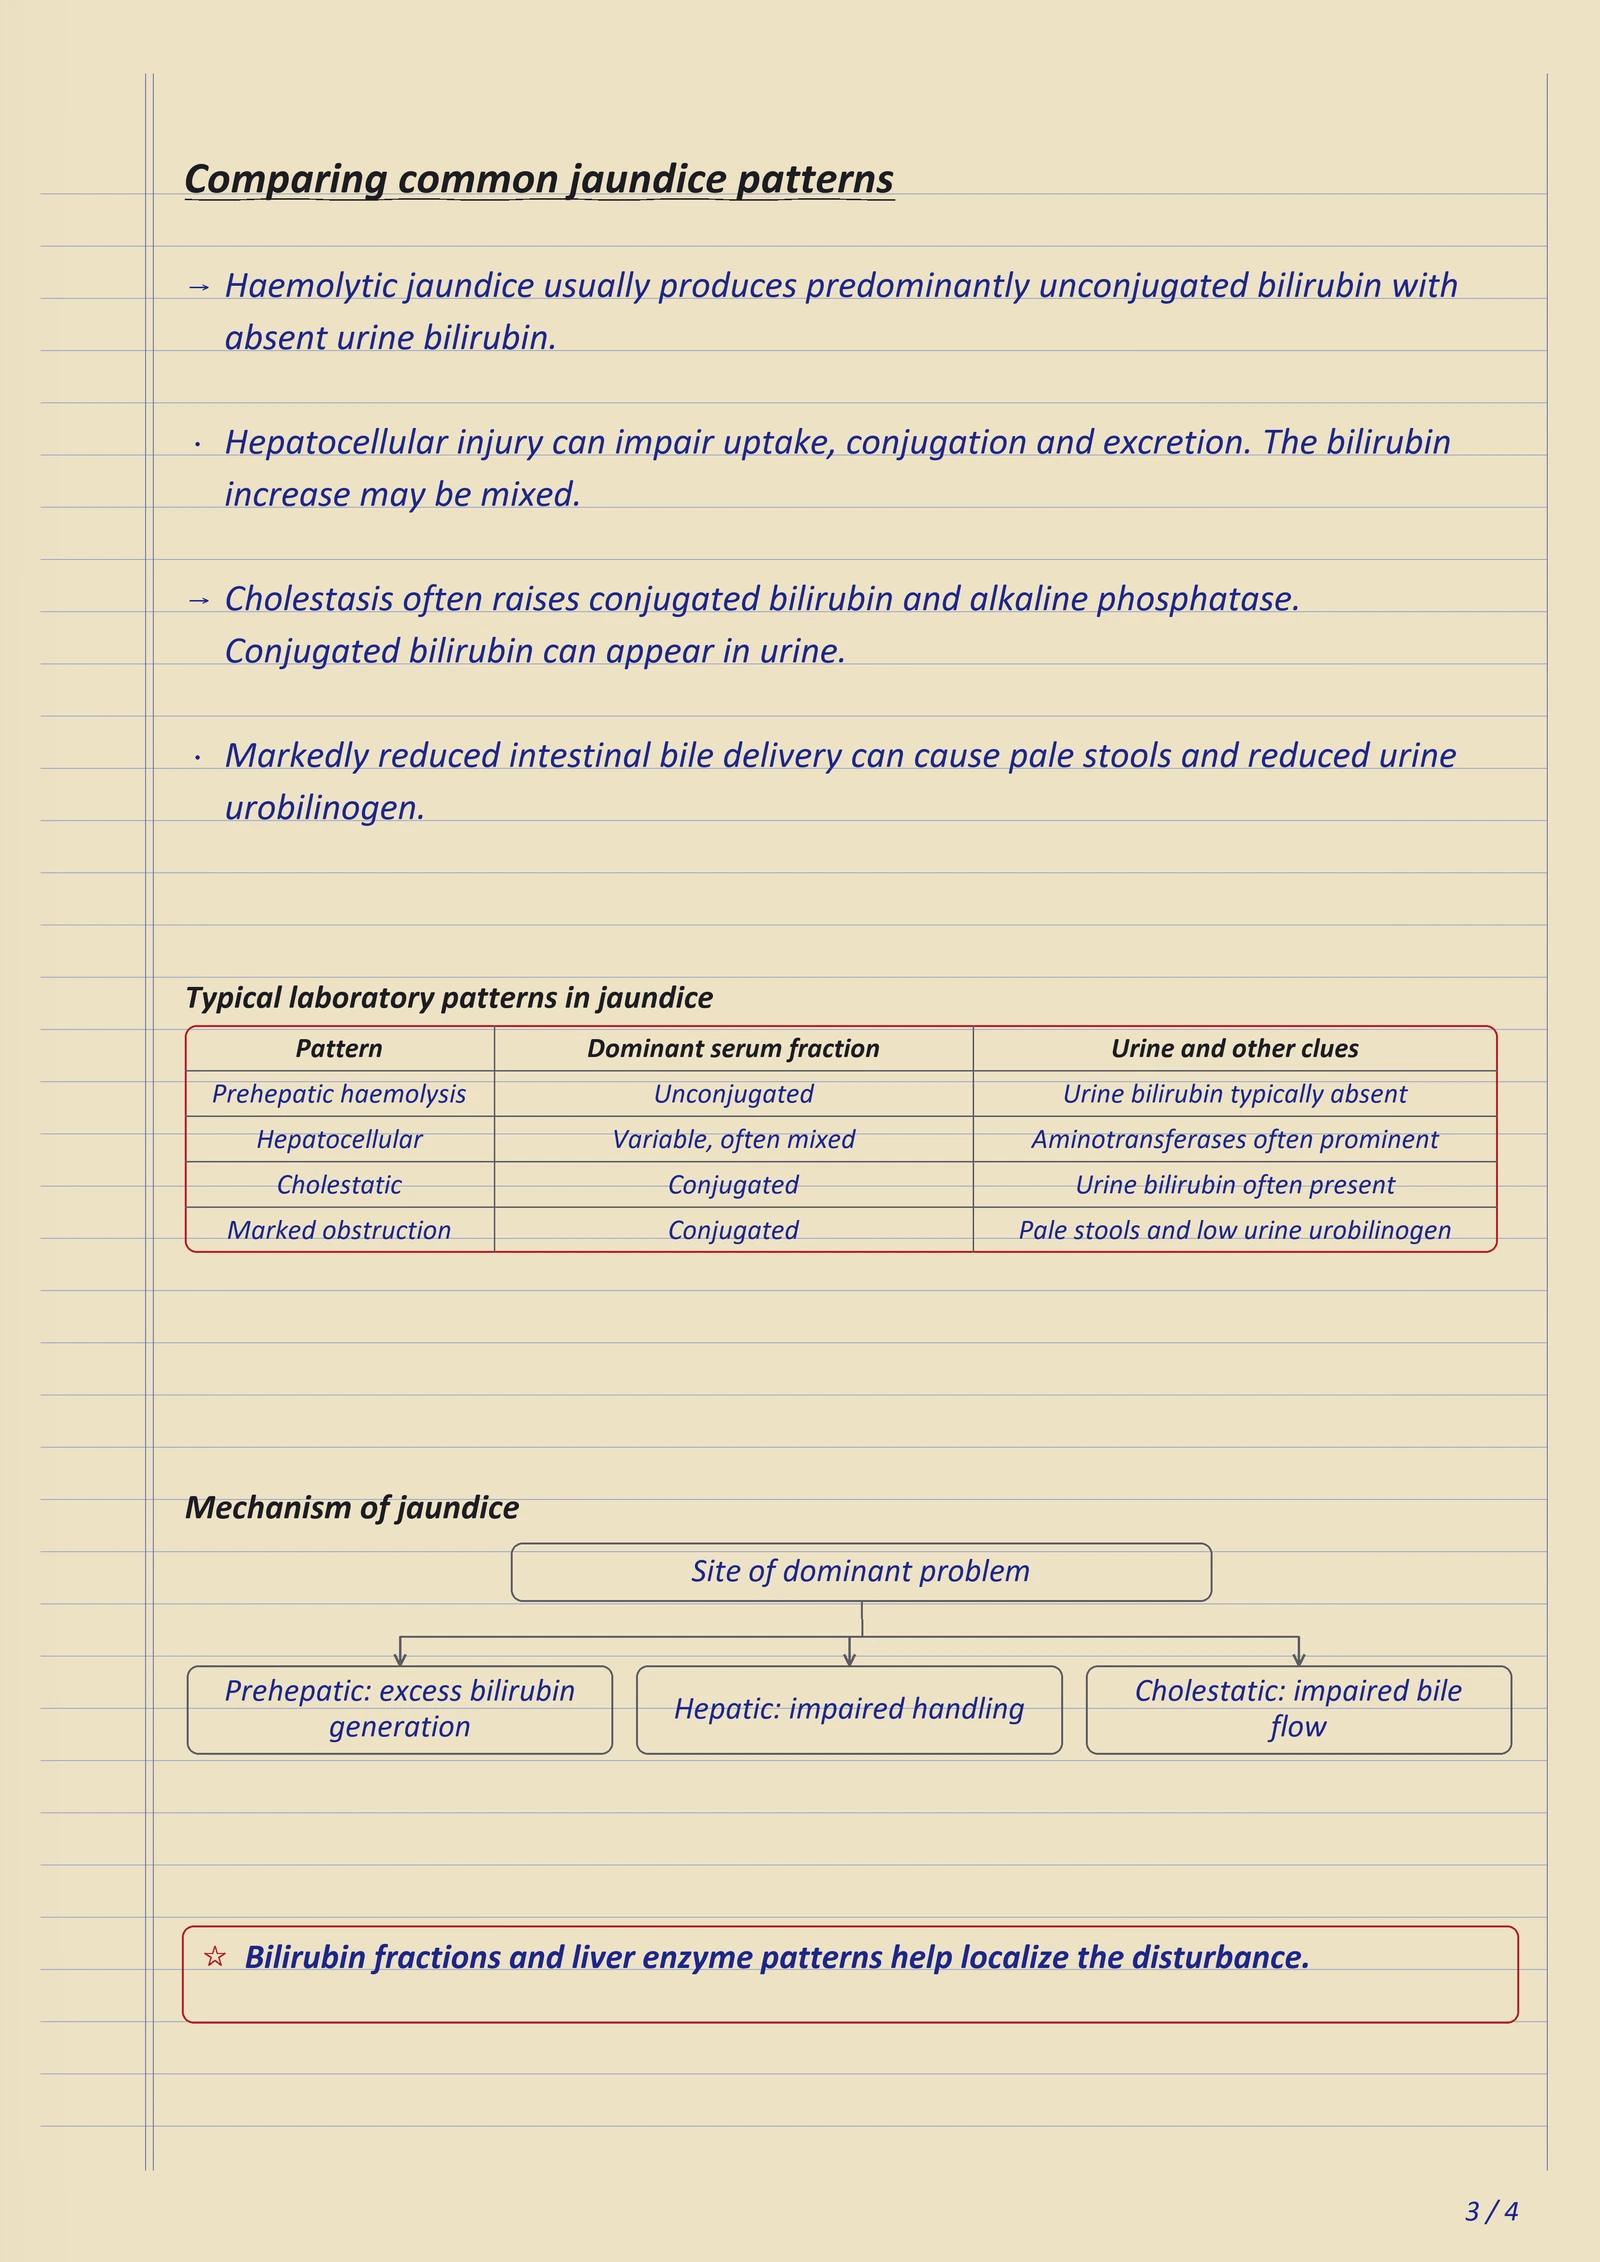 Comparing common jaundice patterns
→ Haemolytic jaundice usually produces predominantly unconjugated bilirubin with
absent urine bilirubin.
· Hepatocellular injury can impair uptake, conjugation and excretion. The bilirubin
increase may be mixed.
→ Cholestasis often raises conjugated bilirubin and alkaline phosphatase.
Conjugated bilirubin can appear in urine.
· Markedly reduced intestinal bile delivery can cause pale stools and reduced urine
urobilinogen.
Typical laboratory patterns in jaundice
Pattern Dominant serum fraction Urine and other clues
Prehepatic haemolysis Unconjugated Urine bilirubin typically absent
Hepatocellular Variable, often mixed Aminotransferases often prominent
Cholestatic Conjugated Urine bilirubin often present
Marked obstruction Conjugated Pale stools and low urine urobilinogen
Mechanism of jaundice
Site of dominant problem
Prehepatic: excess bilirubin
generation
Hepatic: impaired handling
Cholestatic: impaired bile
flow
☆ Bilirubin fractions and liver enzyme patterns help localize the disturbance.
3 / 4